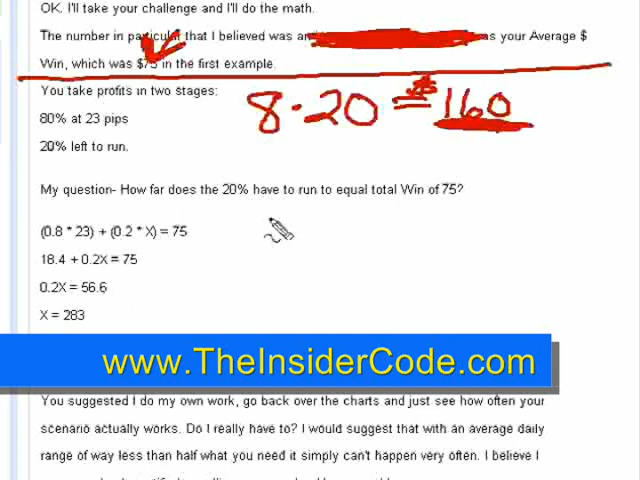 OK. I'll take your challenge and I'll do the math.
The number in particular that I believed was as your Average $
Win, which was $75 in the first example.
You take profits in two stages:
8 · 20 = $160
80% at 23 pips
20% left to run.
My question- How far does the 20% have to run to equal total Win of 75?
(0.8 * 23) + (0.2 * X) = 75
18.4 + 0.2X = 75
0.2X = 56.6
X = 283
www.TheInsiderCode.com
You suggested I do my own work, go back over the charts and just see how often your
scenario actually works. Do I really have to? I would suggest that with an average daily
range of way less than half what you need it simply can't happen very often. I believe I